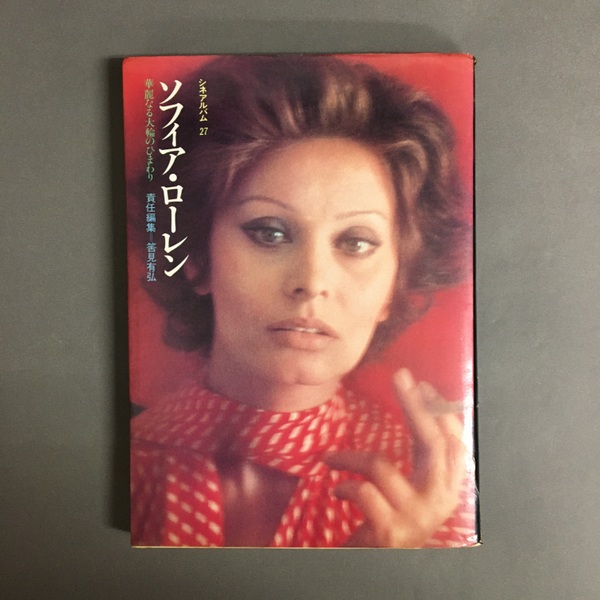 シネアルバム 27
ソフィア・ローレン
華麗なる大輪のひまわり
責任編集＝筈見有弘